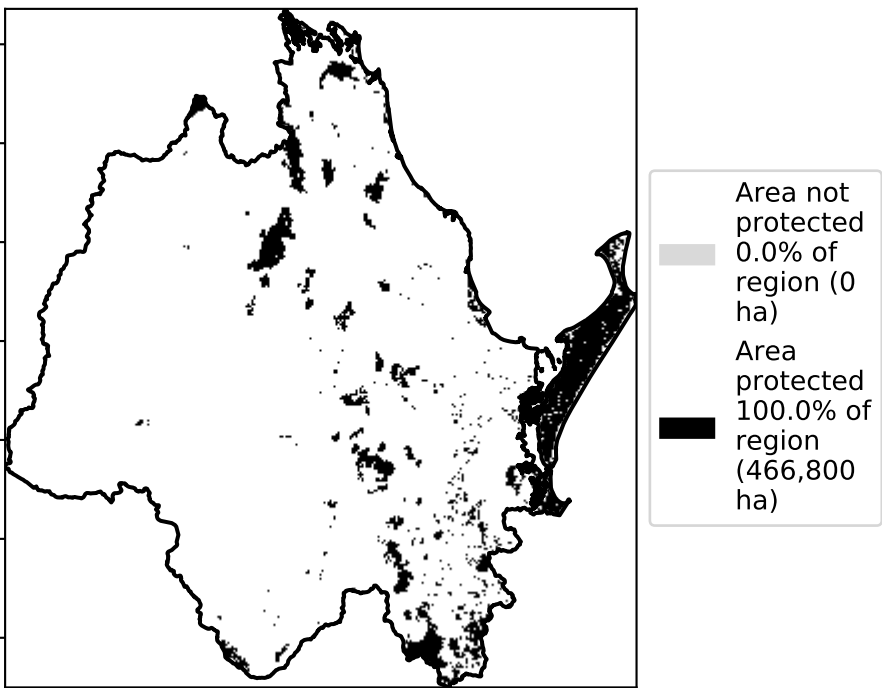 Area not
protected
0.0% of
region (0
ha)
Area
protected
100.0% of
region
(466,800
ha)